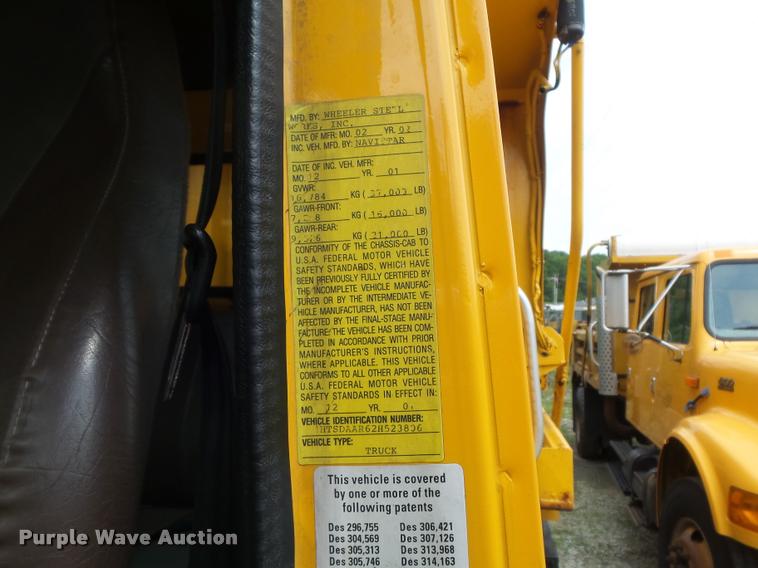 MFD. BY: WHEELER STEEL
WORKS, INC.
DATE OF MFR: MO. 02 YR. 02
INC. VEH. MFD. BY: NAVISTAR
DATE OF INC. VEH. MFR:
MO. 12 YR. 01
GVWR:
KG ( LB)
GAWR-FRONT:
KG (16,000 LB)
GAWR-REAR:
KG (21,000 LB)
CONFORMITY OF THE CHASSIS-CAB TO
U.S.A. FEDERAL MOTOR VEHICLE
SAFETY STANDARDS, WHICH HAVE
BEEN PREVIOUSLY FULLY CERTIFIED BY
THE INCOMPLETE VEHICLE MANUFAC-
TURER OR BY THE INTERMEDIATE VE-
HICLE MANUFACTURER, HAS NOT BEEN
AFFECTED BY THE FINAL-STAGE MANU-
FACTURE: THE VEHICLE HAS BEEN COM-
PLETED IN ACCORDANCE WITH PRIOR
MANUFACTURER'S INSTRUCTIONS,
WHERE APPLICABLE. THIS VEHICLE
CONFORMS TO ALL OTHER APPLICABLE
U.S.A. FEDERAL MOTOR VEHICLE
SAFETY STANDARDS IN EFFECT IN:
MO. YR.
VEHICLE IDENTIFICATION NUMBER:
VEHICLE TYPE:
TRUCK
This vehicle is covered
by one or more of the
following patents
Des 296,755 Des 306,421
Des 304,569 Des 307,126
Des 305,313 Des 313,968
Des 305,746 Des 314,163
Purple Wave Auction